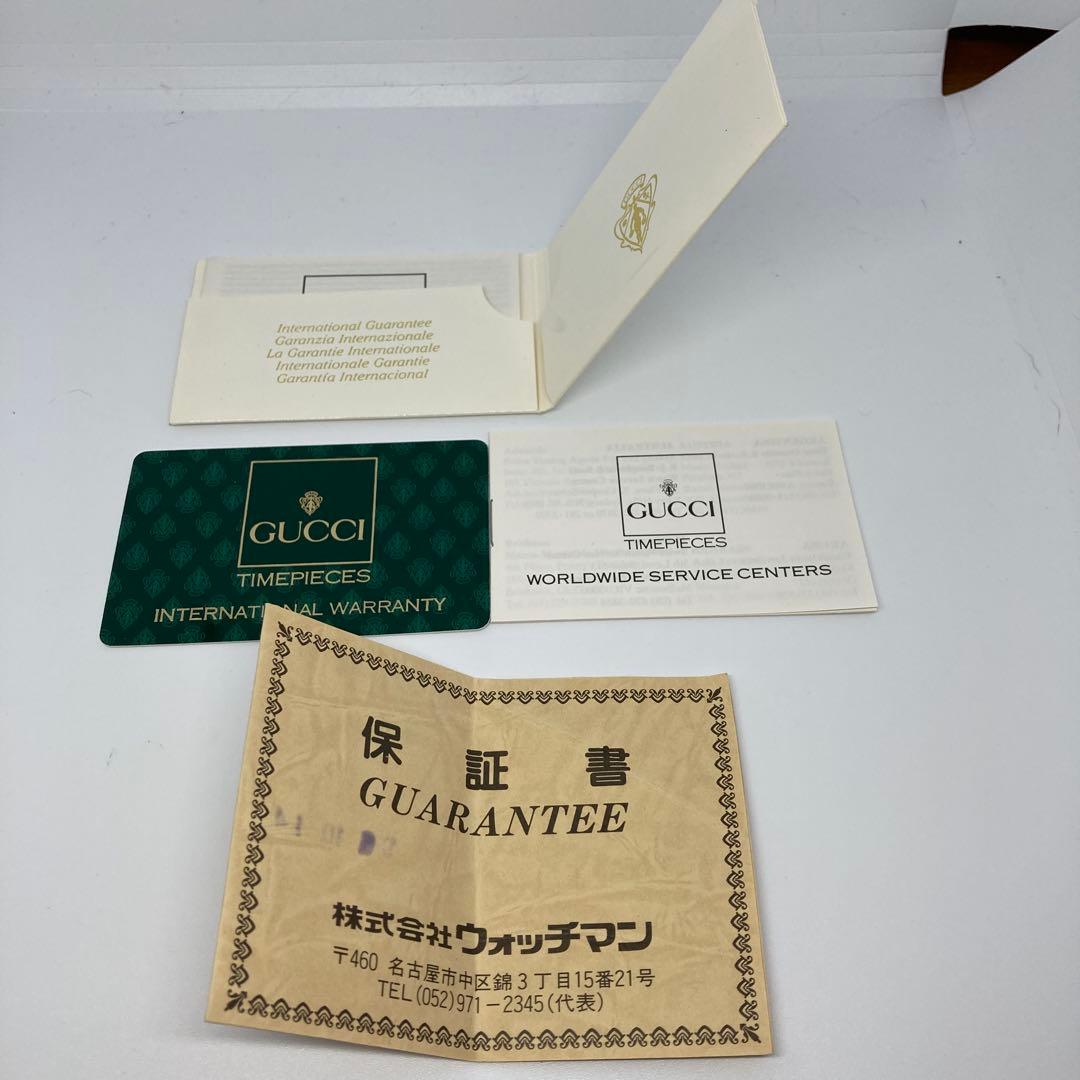 International Guarantee
Garanzia Internazionale
La Garantie Internationale
Internationale Garantie
Garantía Internacional
GUCCI
TIMEPIECES
INTERNATIONAL WARRANTY
GUCCI
TIMEPIECES
WORLDWIDE SERVICE CENTERS
保証書
GUARANTEE
株式会社ウォッチマン
〒460 名古屋市中区錦3丁目15番21号
TEL(052)971-2345(代表)